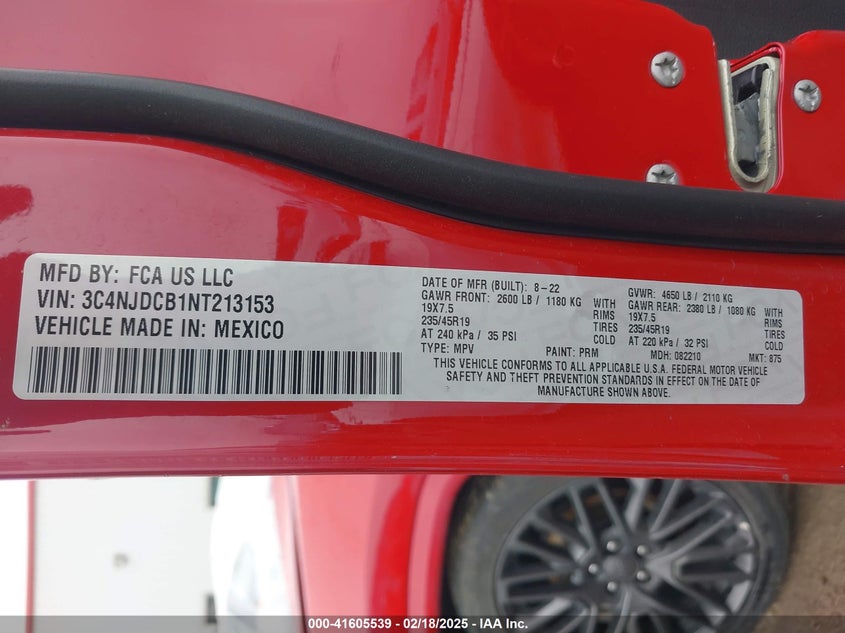 MFD BY: FCA US LLC
VIN: 3C4NJDCB1NT213153
VEHICLE MADE IN: MEXICO
DATE OF MFR (BUILT): 8-22
GAWR FRONT: 2600 LB / 1180 KG
19X7.5 RIMS
235/45R19 TIRES
AT 240 kPa / 35 PSI COLD
TYPE: MPV PAINT: PRM
GVWR: 4650 LB / 2110 KG
GAWR REAR: 2380 LB / 1080 KG
19X7.5 RIMS
235/45R19 TIRES
AT 220 kPa / 32 PSI COLD
MDH: 082210 MKT: 875
THIS VEHICLE CONFORMS TO ALL APPLICABLE U.S.A. FEDERAL MOTOR VEHICLE
SAFETY AND THEFT PREVENTION STANDARDS IN EFFECT ON THE DATE OF
MANUFACTURE SHOWN ABOVE.
000-41605539 - 02/18/2025 - IAA Inc.